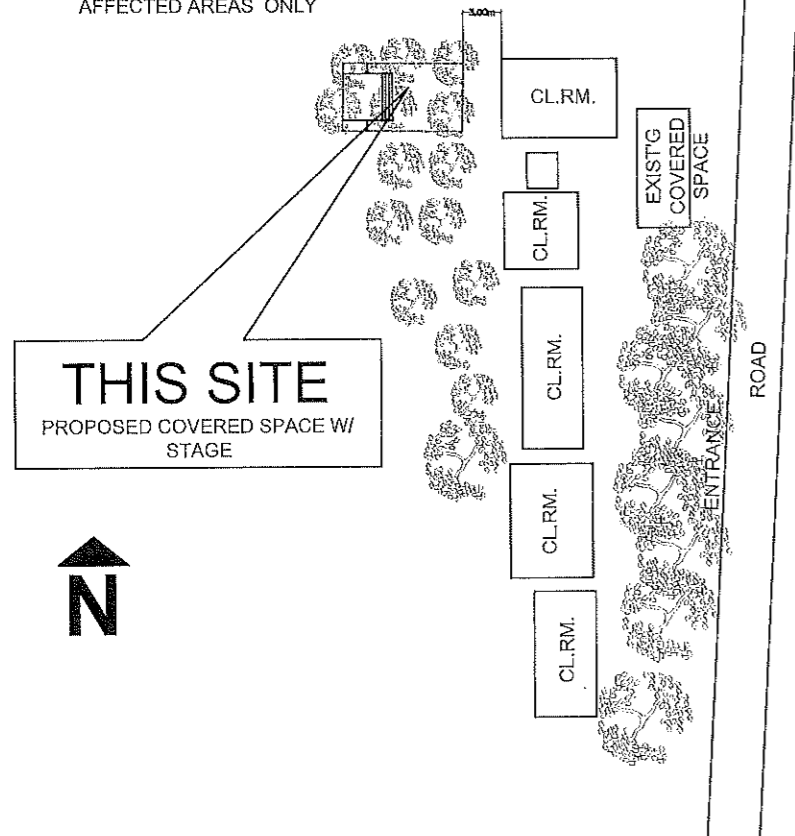 AFFECTED AREAS ONLY
3.00m
CL.RM.
EXIST'G
COVERED
SPACE
CL.RM.
CL.RM.
ROAD
THIS SITE
PROPOSED COVERED SPACE W/
STAGE
ENTRANCE
CL.RM.
N
CL.RM.